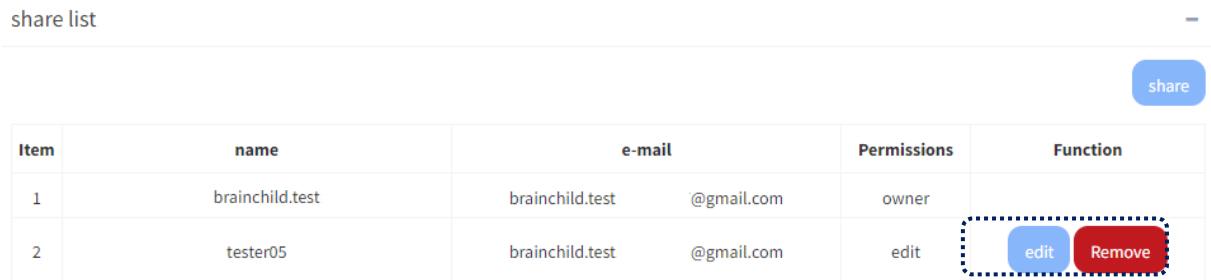 share list
share
Item name e-mail Permissions Function
1 brainchild.test brainchild.test @gmail.com owner
2 tester05 brainchild.test @gmail.com edit edit Remove